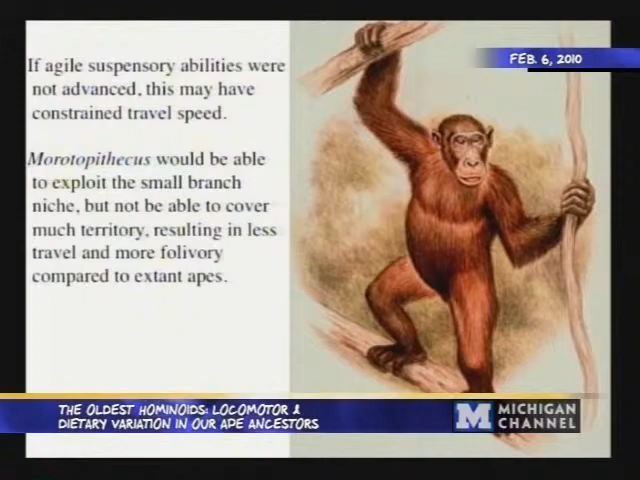 If agile suspensory abilities were
not advanced, this may have
constrained travel speed.
Morotopithecus would be able
to exploit the small branch
niche, but not be able to cover
much territory, resulting in less
travel and more folivory
compared to extant apes.
FEB. 6, 2010
THE OLDEST HOMINOIDS: LOCOMOTOR &
DIETARY VARIATION IN OUR APE ANCESTORS
M MICHIGAN
CHANNEL